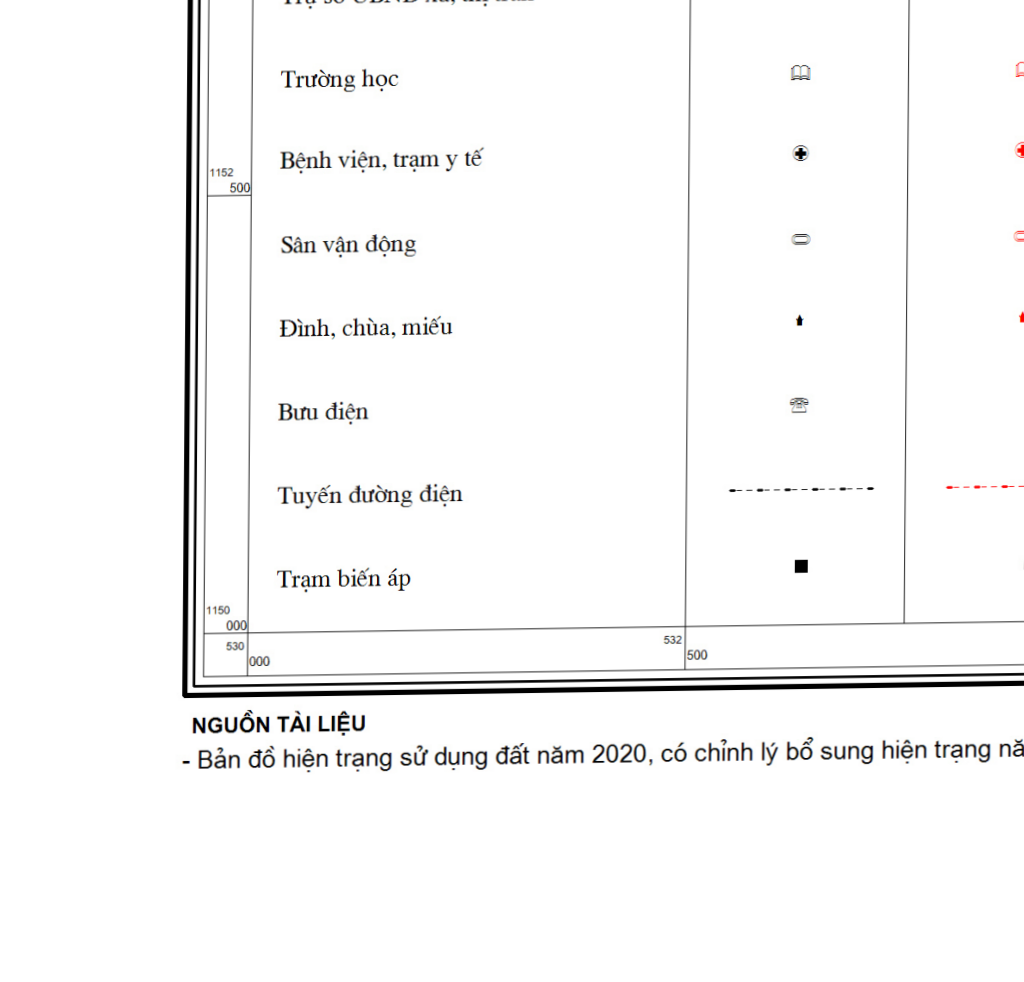 Trường học
Bệnh viện, trạm y tế
1152
500
Sân vận động
Đình, chùa, miếu
Bưu điện
Tuyến đường điện
Trạm biến áp
1150
000
530
000
532
500
NGUỒN TÀI LIỆU
- Bản đồ hiện trạng sử dụng đất năm 2020, có chỉnh lý bổ sung hiện trạng